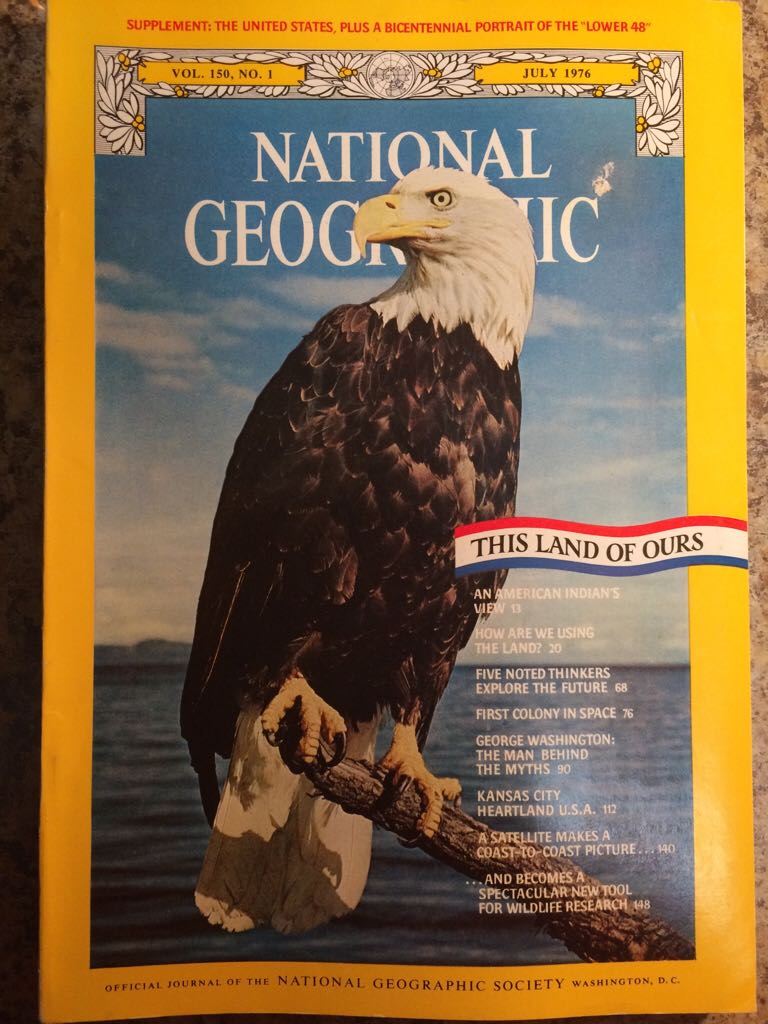 SUPPLEMENT: THE UNITED STATES, PLUS A BICENTENNIAL PORTRAIT OF THE "LOWER 48"
VOL. 150, NO. 1
JULY 1976
NATIONAL
GEOGR IC
THIS LAND OF OURS
AN AMERICAN INDIAN'S
VIEW 13
HOW ARE WE USING
THE LAND? 20
FIVE NOTED THINKERS
EXPLORE THE FUTURE 68
FIRST COLONY IN SPACE 76
GEORGE WASHINGTON:
THE MAN BEHIND
THE MYTHS 90
KANSAS CITY
HEARTLAND U.S.A. 112
A SATELLITE MAKES A
COAST-TO-COAST PICTURE... 140
...AND BECOMES A
SPECTACULAR NEW TOOL
FOR WILDLIFE RESEARCH 148
OFFICIAL JOURNAL OF THE NATIONAL GEOGRAPHIC SOCIETY WASHINGTON, D.C.